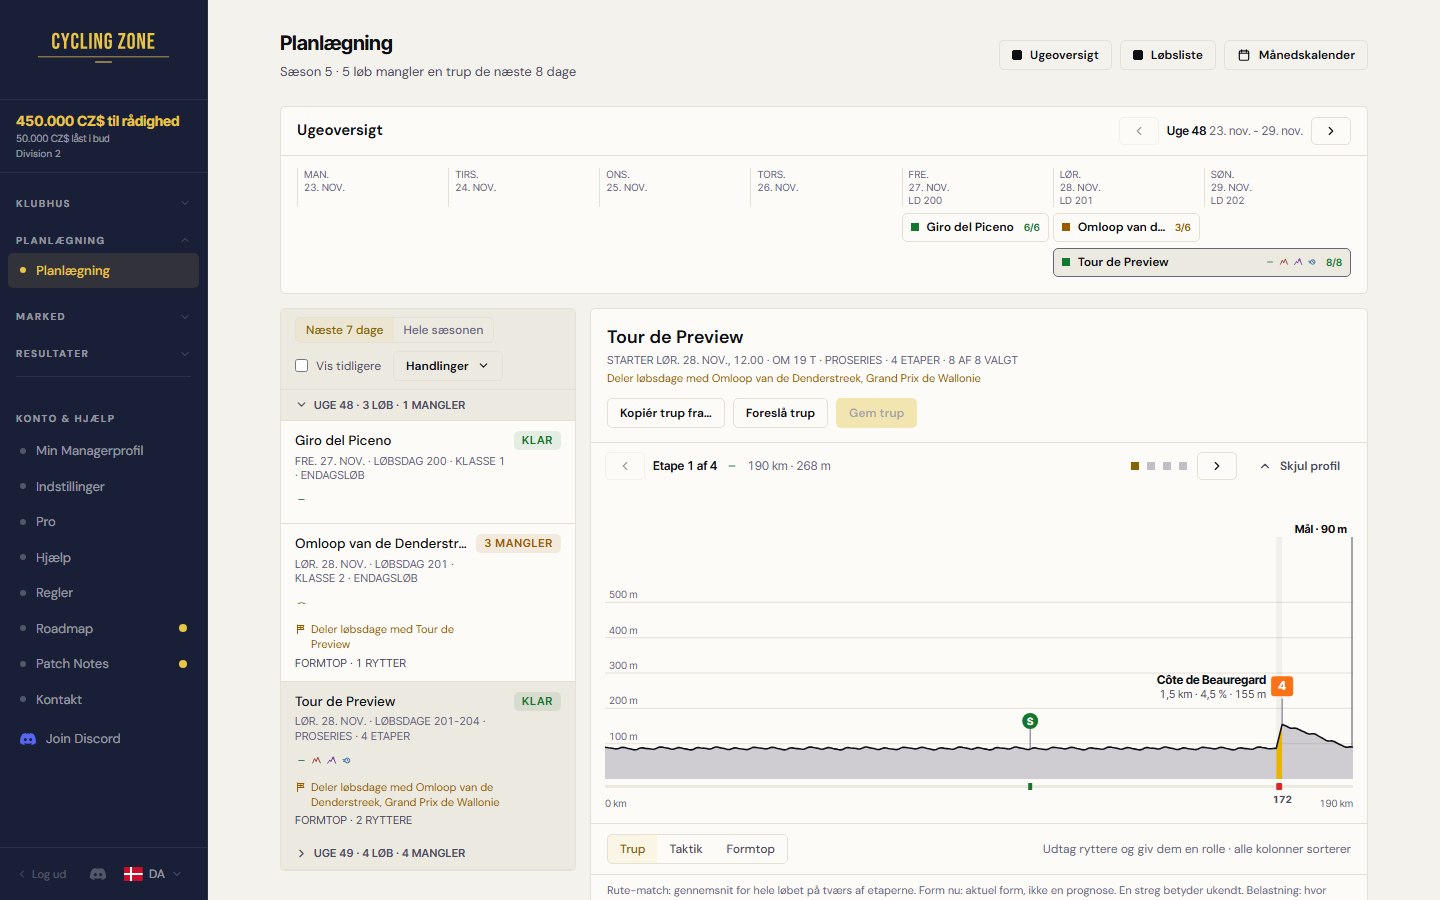 CYCLING ZONE
450.000 CZ$ til rådighed
50.000 CZ$ låst i bud
Division 2
KLUBHUS
PLANLÆGNING
Planlægning
MARKED
RESULTATER
KONTO & HJÆLP
Min Managerprofil
Indstillinger
Pro
Hjælp
Regler
Roadmap
Patch Notes
Kontakt
Join Discord
Log ud
DA
Planlægning
Sæson 5 · 5 løb mangler en trup de næste 8 dage
Ugeoversigt
Løbsliste
Månedskalender
Ugeoversigt
Uge 48 23. nov. - 29. nov.
MAN.
23. NOV.
TIRS.
24. NOV.
ONS.
25. NOV.
TORS.
26. NOV.
FRE.
27. NOV.
LD 200
LØR.
28. NOV.
LD 201
SØN.
29. NOV.
LD 202
Giro del Piceno 6/6
Omloop van d... 3/6
Tour de Preview 8/8
Næste 7 dage
Hele sæsonen
Vis tidligere
Handlinger
UGE 48 · 3 LØB · 1 MANGLER
Giro del Piceno
KLAR
FRE. 27. NOV. · LØBSDAG 200 · KLASSE 1
· ENDAGSLØB
Omloop van de Denderstr...
3 MANGLER
LØR. 28. NOV. · LØBSDAG 201 ·
KLASSE 2 · ENDAGSLØB
Deler løbsdage med Tour de
Preview
FORMTOP · 1 RYTTER
Tour de Preview
KLAR
LØR. 28. NOV. · LØBSDAGE 201-204 ·
PROSERIES · 4 ETAPER
Deler løbsdage med Omloop van de
Denderstreek, Grand Prix de Wallonie
FORMTOP · 2 RYTTERE
UGE 49 · 4 LØB · 4 MANGLER
Tour de Preview
STARTER LØR. 28. NOV., 12.00 · OM 19 T · PROSERIES · 4 ETAPER · 8 AF 8 VALGT
Deler løbsdage med Omloop van de Denderstreek, Grand Prix de Wallonie
Kopiér trup fra...
Foreslå trup
Gem trup
Etape 1 af 4
190 km · 268 m
Skjul profil
Mål · 90 m
500 m
400 m
300 m
200 m
100 m
Côte de Beauregard
1,5 km · 4,5 % · 155 m
4
S
0 km
172
190 km
Trup
Taktik
Formtop
Udtag ryttere og giv dem en rolle · alle kolonner sorterer
Rute-match: gennemsnit for hele løbet på tværs af etaperne. Form nu: aktuel form, ikke en prognose. En streg betyder ukendt. Belastning: hvor